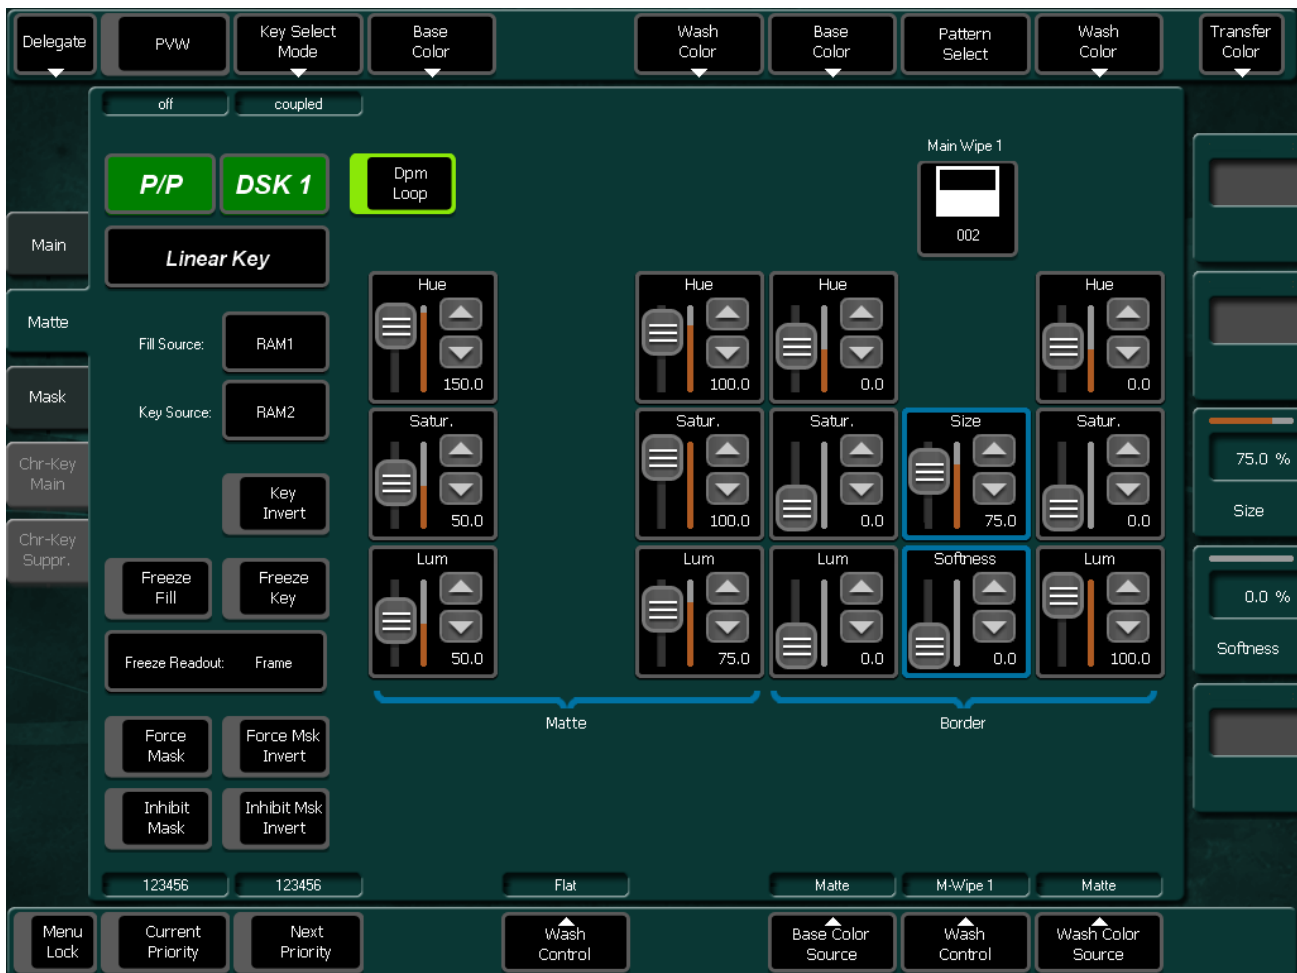 Delegate
PVW
Key Select
Mode
Base
Color
Wash
Color
Base
Color
Pattern
Select
Wash
Color
Transfer
Color
off
coupled
P/P
DSK 1
Dpm
Loop
Main Wipe 1
002
Linear Key
Main
Matte
Mask
Chr-Key
Main
Chr-Key
Suppr.
Fill Source:
RAM1
Key Source:
RAM2
Key
Invert
Freeze
Fill
Freeze
Key
Freeze Readout:
Frame
Force
Mask
Force Msk
Invert
Inhibit
Mask
Inhibit Msk
Invert
Hue
150.0
Hue
100.0
Hue
0.0
Hue
0.0
Satur.
50.0
Satur.
100.0
Satur.
0.0
Size
75.0
Satur.
0.0
Lum
50.0
Lum
75.0
Lum
0.0
Softness
0.0
Lum
100.0
Matte
Border
75.0 %
Size
0.0 %
Softness
123456
123456
Flat
Matte
M-Wipe 1
Matte
Menu
Lock
Current
Priority
Next
Priority
Wash
Control
Base Color
Source
Wash
Control
Wash Color
Source